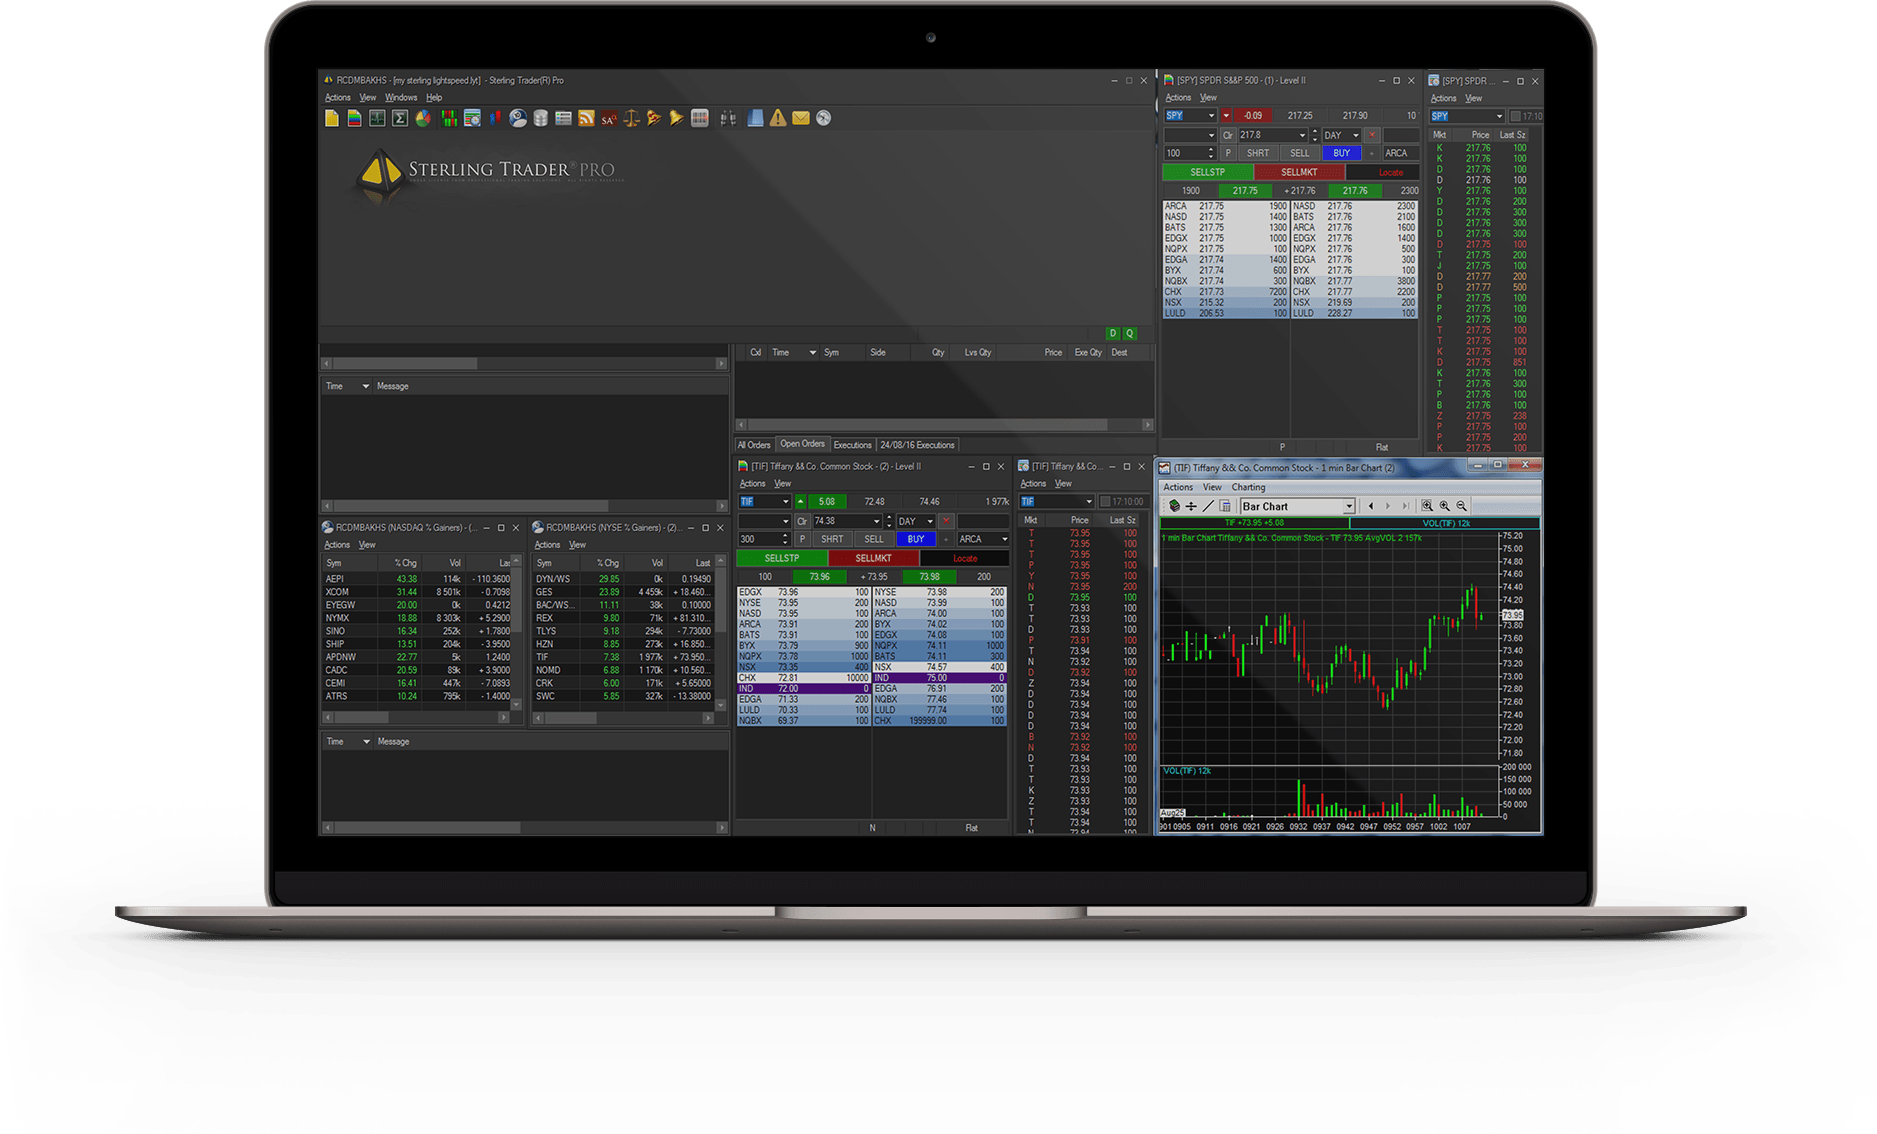 RCDMBAKHS - [my sterling lightspeed.lyt] - Sterling Trader(R) Pro
Actions View Windows Help
STERLING TRADER® PRO
D Q
Time Message
Cxl Time Sym Side Qty Lvs Qty Price Exe Qty Dest
All Orders Open Orders Executions 24/08/16 Executions
RCDMBAKHS (NASDAQ % Gainers) - (...
Actions View
Sym % Chg Vol Las
AEPI 43.38 114k - 110.3600
XCOM 31.44 8 501k - 0.7098
EYEGW 20.00 0k 0.4212
NYMX 18.88 8 303k + 5.2900
SINO 16.34 252k + 1.7800
SHIP 13.51 204k - 3.9500
APDNW 22.77 5k 1.2400
CADC 20.59 89k + 3.9000
CEMI 16.41 447k - 7.0893
ATRS 10.24 795k - 1.4000
RCDMBAKHS (NYSE % Gainers) - (2)...
Actions View
Sym % Chg Vol Last
DYN/WS 29.85 0k 0.19490
GES 23.89 4 459k + 18.460...
BAC/WS... 11.11 38k 0.10000
REX 9.80 71k + 81.310...
TLYS 9.18 294k - 7.73000
HZN 8.85 273k + 16.850...
TIF 7.38 1 977k + 73.950...
NOMD 6.88 1 170k + 10.560...
CRK 6.00 171k + 5.65000
SWC 5.85 327k - 13.38000
Time Message
[TIF] Tiffany && Co. Common Stock - (2) - Level II
Actions View
TIF 5.08 72.48 74.46 1 977k
Clr 74.38 DAY
300 P SHRT SELL BUY ARCA
SELLSTP SELLMKT Locate
100 73.96 + 73.95 73.98 200
EDGX 73.96 100 NYSE 73.98 200
NYSE 73.95 200 NASD 73.99 100
NASD 73.95 100 ARCA 74.00 100
ARCA 73.91 200 BYX 74.02 100
BATS 73.91 100 EDGX 74.08 100
BYX 73.79 900 NQPX 74.11 1000
NQPX 73.78 1000 BATS 74.11 300
NSX 73.35 400 NSX 74.57 400
CHX 72.81 10000 IND 75.00 0
IND 72.00 0 EDGA 76.91 200
EDGA 71.33 200 NQBX 77.46 100
LULD 70.33 100 LULD 77.74 100
NQBX 69.37 100 CHX 199999.00 100
N Flat
[TIF] Tiffany && Co...
Actions View
TIF 17:10:00
Mkt Price Last Sz
T 73.95 100
T 73.95 100
T 73.95 100
P 73.95 100
Y 73.95 100
N 73.95 200
D 73.95 100
T 73.93 100
T 73.93 100
D 73.93 100
P 73.91 100
T 73.94 100
N 73.92 100
D 73.92 100
Z 73.94 100
D 73.94 100
D 73.94 100
D 73.94 100
D 73.94 100
B 73.92 100
N 73.92 100
D 73.94 100
T 73.93 100
T 73.93 100
K 73.93 100
Z 73.93 100
T 73.94 100
T 73.94 100
N 73.94 100
[SPY] SPDR S&&P 500 - (1) - Level II
Actions View
SPY -0.09 217.25 217.90 10
Clr 217.8 DAY
100 P SHRT SELL BUY ARCA
SELLSTP SELLMKT Locate
1900 217.75 + 217.76 217.76 2300
ARCA 217.75 1900 NASD 217.76 2300
NASD 217.75 1400 BATS 217.76 2100
BATS 217.75 1300 ARCA 217.76 1600
EDGX 217.75 1000 EDGX 217.76 1400
NQPX 217.75 100 NQPX 217.76 500
EDGA 217.74 1400 EDGA 217.76 300
BYX 217.74 600 BYX 217.76 100
NQBX 217.74 300 NQBX 217.77 3800
CHX 217.73 7200 CHX 217.77 2200
NSX 215.32 200 NSX 219.69 200
LULD 206.53 100 LULD 228.27 100
P Flat
[SPY] SPDR ...
Actions View
SPY 17:10
Mkt Price Last Sz
K 217.76 100
K 217.76 100
D 217.76 100
D 217.76 100
Y 217.76 100
D 217.76 200
D 217.76 300
D 217.76 300
D 217.76 300
D 217.75 100
T 217.75 200
J 217.75 100
D 217.77 200
D 217.77 500
P 217.75 100
P 217.75 100
P 217.75 100
T 217.75 100
T 217.75 100
K 217.75 100
D 217.75 851
K 217.76 100
T 217.76 300
P 217.76 100
B 217.76 100
Z 217.75 238
P 217.75 100
P 217.75 200
K 217.75 100
(TIF) Tiffany && Co. Common Stock - 1 min Bar Chart (2)
Actions View Charting
Bar Chart
TIF +73.95 +5.08 VOL(TIF) 12k
1 min Bar Chart Tiffany && Co. Common Stock - TIF 73.95 AvgVOL 2 157k
75.20
75.00
74.80
74.60
74.40
74.20
73.95
73.80
73.60
73.40
73.20
73.00
72.80
72.60
72.40
72.20
72.00
71.80
VOL(TIF) 12k
200 000
150 000
100 000
50 000
0
Aug25
901 0905 0911 0916 0921 0926 0932 0937 0942 0947 0952 0957 1002 1007